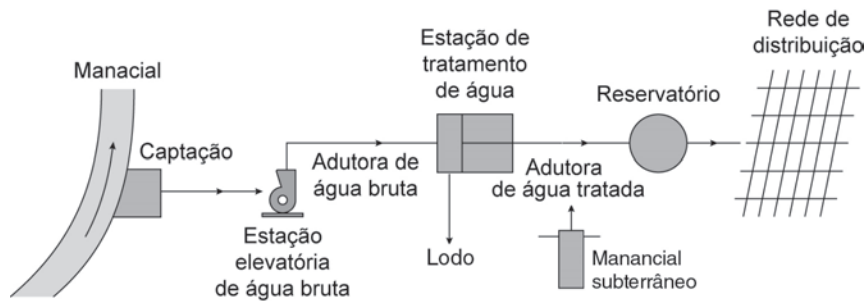 Manacial
Captação
Estação
elevatória
de água bruta
Adutora de
água bruta
Estação de
tratamento
de água
Lodo
Adutora
de água tratada
Manancial
subterrâneo
Reservatório
Rede de
distribuição